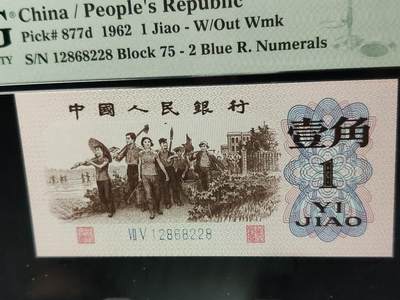 China / People's Republic
Pick# 877d 1962 1 Jiao - W/Out Wmk
S/N 12868228 Block 75 - 2 Blue R. Numerals
中國人民銀行
壹角
1
YI
JIAO
Ⅶ Ⅴ 12868228